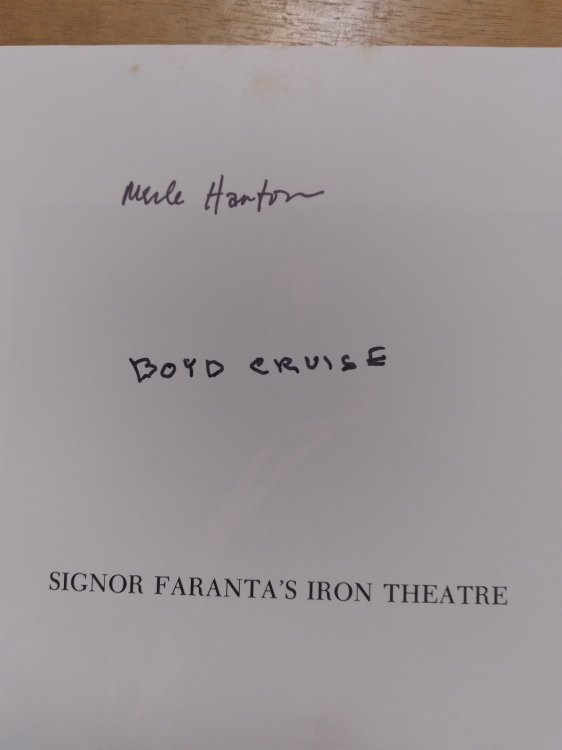 Merle Harton
BOYD CRUISE
SIGNOR FARANTA'S IRON THEATRE